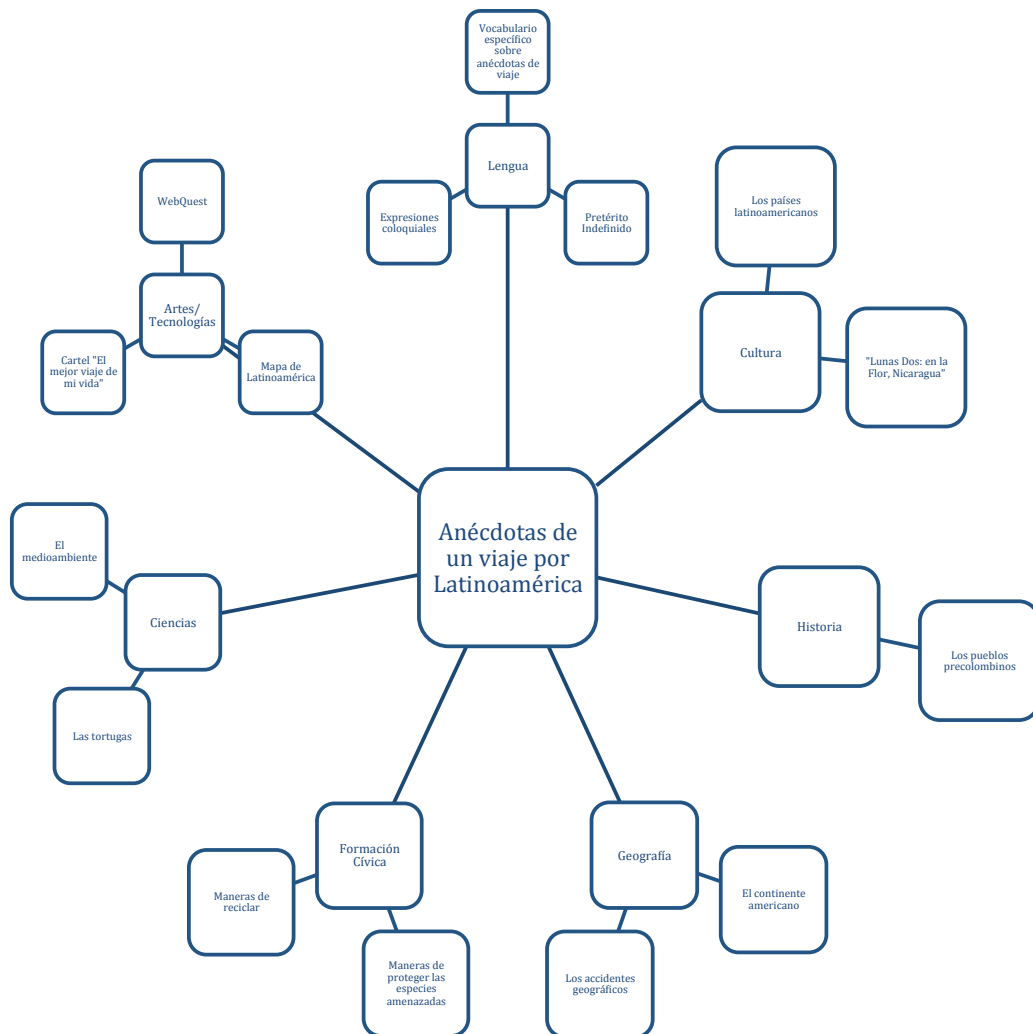 Vocabulario
específico
sobre
anécdotas de
viaje
Lengua
Expresiones
coloquiales
Pretérito
Indefinido
Los países
latinoamericanos
Cultura
"Lunas Dos: en la
Flor, Nicaragua"
WebQuest
Artes/
Tecnologías
Cartel "El
mejor viaje de
mi vida"
Mapa de
Latinoamérica
Anécdotas de
un viaje por
Latinoamérica
El
medioambiente
Ciencias
Las tortugas
Historia
Los pueblos
precolombinos
Formación
Cívica
Maneras de
reciclar
Maneras de
proteger las
especies
amenazadas
Geografía
El continente
americano
Los accidentes
geográficos